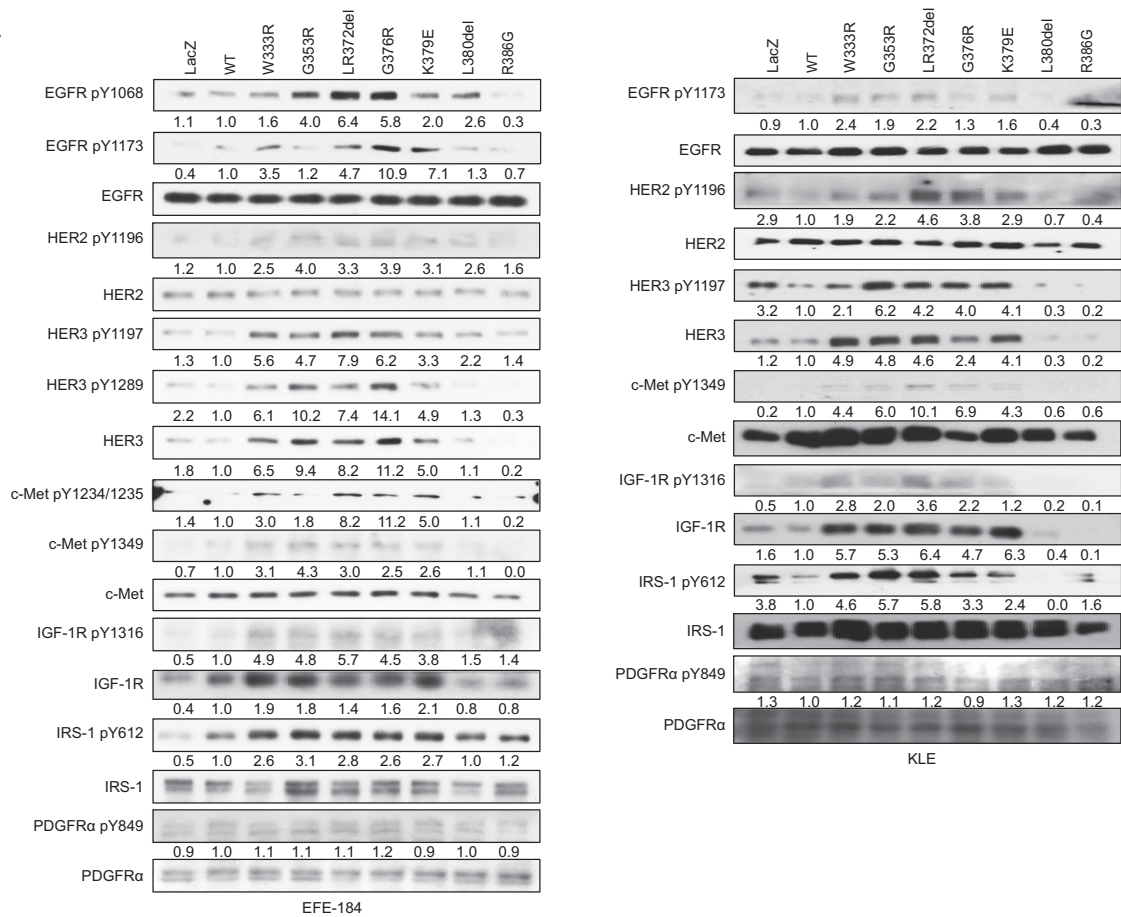 LacZ WT W333R G353R LR372del G376R K379E L380del R386G
EGFR pY1068
1.1 1.0 1.6 4.0 6.4 5.8 2.0 2.6 0.3
EGFR pY1173
0.4 1.0 3.5 1.2 4.7 10.9 7.1 1.3 0.7
EGFR
HER2 pY1196
1.2 1.0 2.5 4.0 3.3 3.9 3.1 2.6 1.6
HER2
HER3 pY1197
1.3 1.0 5.6 4.7 7.9 6.2 3.3 2.2 1.4
HER3 pY1289
2.2 1.0 6.1 10.2 7.4 14.1 4.9 1.3 0.3
HER3
1.8 1.0 6.5 9.4 8.2 11.2 5.0 1.1 0.2
c-Met pY1234/1235
1.4 1.0 3.0 1.8 8.2 11.2 5.0 1.1 0.2
c-Met pY1349
0.7 1.0 3.1 4.3 3.0 2.5 2.6 1.1 0.0
c-Met
IGF-1R pY1316
0.5 1.0 4.9 4.8 5.7 4.5 3.8 1.5 1.4
IGF-1R
0.4 1.0 1.9 1.8 1.4 1.6 2.1 0.8 0.8
IRS-1 pY612
0.5 1.0 2.6 3.1 2.8 2.6 2.7 1.0 1.2
IRS-1
PDGFRα pY849
0.9 1.0 1.1 1.1 1.1 1.2 0.9 1.0 0.9
PDGFRα
EFE-184
LacZ WT W333R G353R LR372del G376R K379E L380del R386G
EGFR pY1173
0.9 1.0 2.4 1.9 2.2 1.3 1.6 0.4 0.3
EGFR
HER2 pY1196
2.9 1.0 1.9 2.2 4.6 3.8 2.9 0.7 0.4
HER2
HER3 pY1197
3.2 1.0 2.1 6.2 4.2 4.0 4.1 0.3 0.2
HER3
1.2 1.0 4.9 4.8 4.6 2.4 4.1 0.3 0.2
c-Met pY1349
0.2 1.0 4.4 6.0 10.1 6.9 4.3 0.6 0.6
c-Met
IGF-1R pY1316
0.5 1.0 2.8 2.0 3.6 2.2 1.2 0.2 0.1
IGF-1R
1.6 1.0 5.7 5.3 6.4 4.7 6.3 0.4 0.1
IRS-1 pY612
3.8 1.0 4.6 5.7 5.8 3.3 2.4 0.0 1.6
IRS-1
PDGFRα pY849
1.3 1.0 1.2 1.1 1.2 0.9 1.3 1.2 1.2
PDGFRα
KLE